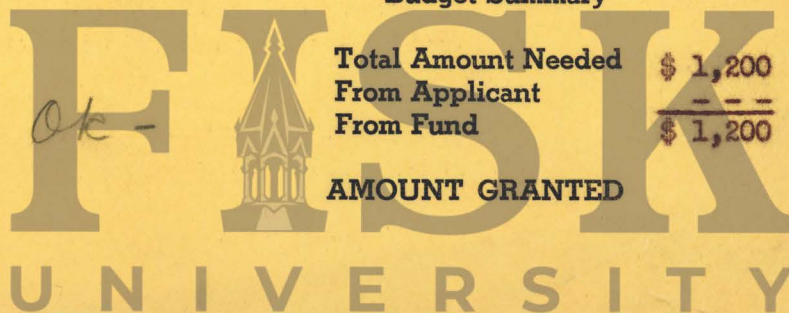 Budget Summary
Total Amount Needed $ 1,200
From Applicant - - -
From Fund $ 1,200
Ok -
AMOUNT GRANTED
FISK
UNIVERSITY